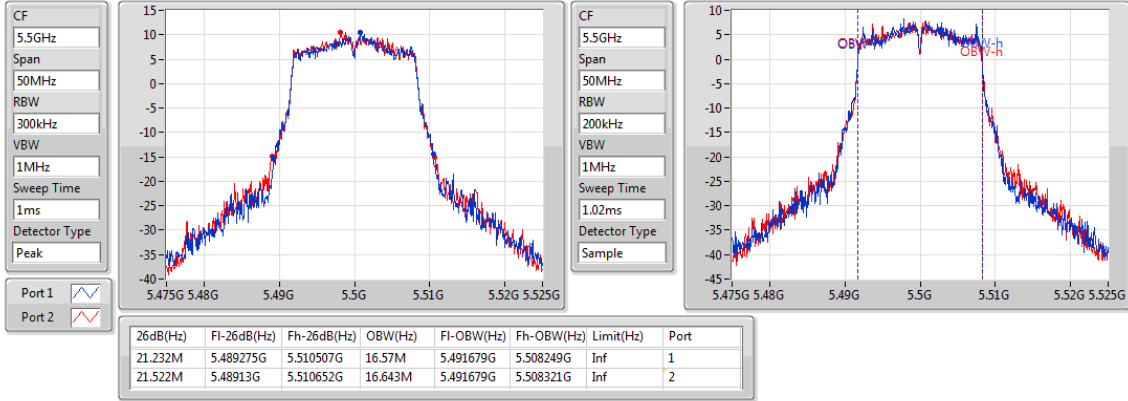 CF
5.5GHz
Span
50MHz
RBW
300kHz
VBW
1MHz
Sweep Time
1ms
Detector Type
Peak
Port 1
Port 2
15
10
5
0
-5
-10
-15
-20
-25
-30
-35
-40
5.475G 5.48G 5.49G 5.5G 5.51G 5.52G 5.525G
CF
5.5GHz
Span
50MHz
RBW
200kHz
VBW
1MHz
Sweep Time
1.02ms
Detector Type
Sample
10
5
0
-5
-10
-15
-20
-25
-30
-35
-40
-45
OBW-h
OBW-h
5.475G 5.48G 5.49G 5.5G 5.51G 5.52G 5.525G
26dB(Hz) Fl-26dB(Hz) Fh-26dB(Hz) OBW(Hz) Fl-OBW(Hz) Fh-OBW(Hz) Limit(Hz) Port
21.232M 5.489275G 5.510507G 16.57M 5.491679G 5.508249G Inf 1
21.522M 5.48913G 5.510652G 16.643M 5.491679G 5.508321G Inf 2